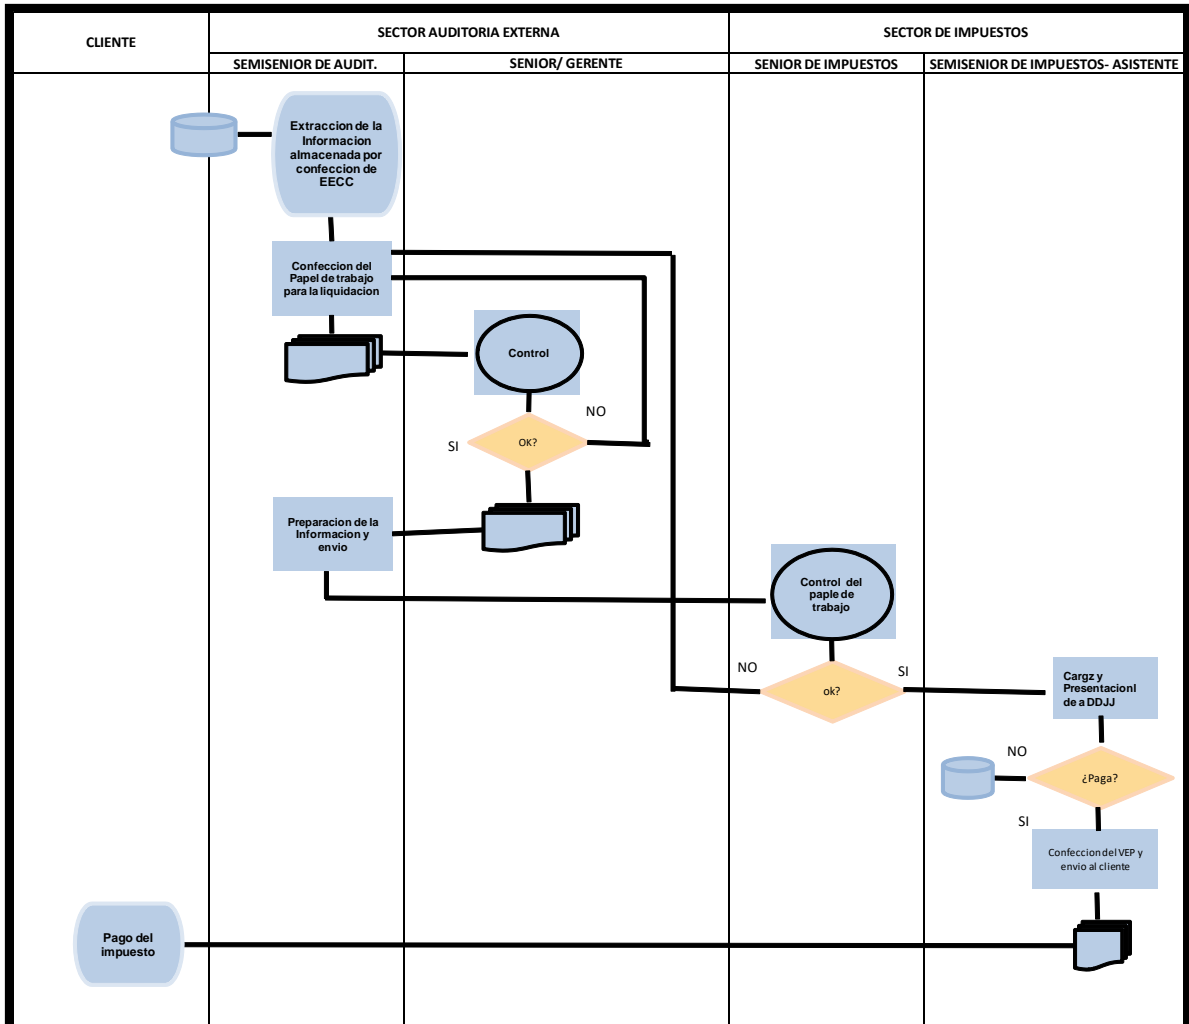 CLIENTE
SECTOR AUDITORIA EXTERNA
SECTOR DE IMPUESTOS
SEMISENIOR DE AUDIT.
SENIOR/ GERENTE
SENIOR DE IMPUESTOS
SEMISENIOR DE IMPUESTOS- ASISTENTE
Extraccion de la
Informacion
almacenada por
confeccion de
EECC
Confeccion del
Papel de trabajo
para la liquidacion
Control
NO
SI
OK?
Preparacion de la
Informacion y
envio
Control del
paple de
trabajo
NO
SI
ok?
Cargz y
Presentacionl
de a DDJJ
NO
¿Paga?
SI
Confeccion del VEP y
envio al cliente
Pago del
impuesto